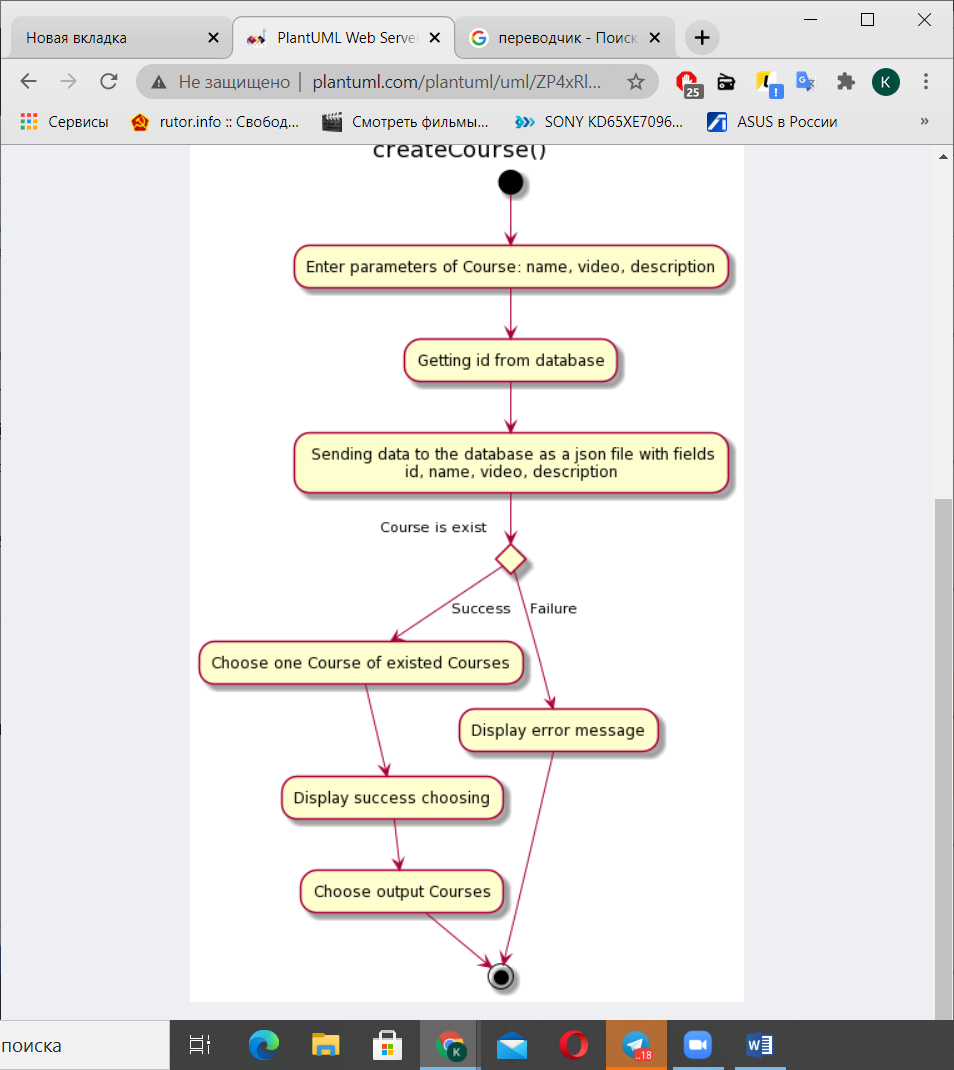 Новая вкладка
PlantUML Web Serve
переводчик - Поиск
Не защищено | plantuml.com/plantuml/uml/ZP4xRl...
25
!
K
Сервисы
rutor.info :: Свобод...
Смотреть фильмы...
SONY KD65XE7096...
ASUS в России
»
createCourse()
Enter parameters of Course: name, video, description
Getting id from database
Sending data to the database as a json file with fields
id, name, video, description
Course is exist
Success
Failure
Choose one Course of existed Courses
Display error message
Display success choosing
Choose output Courses
поиска
K
..18
W